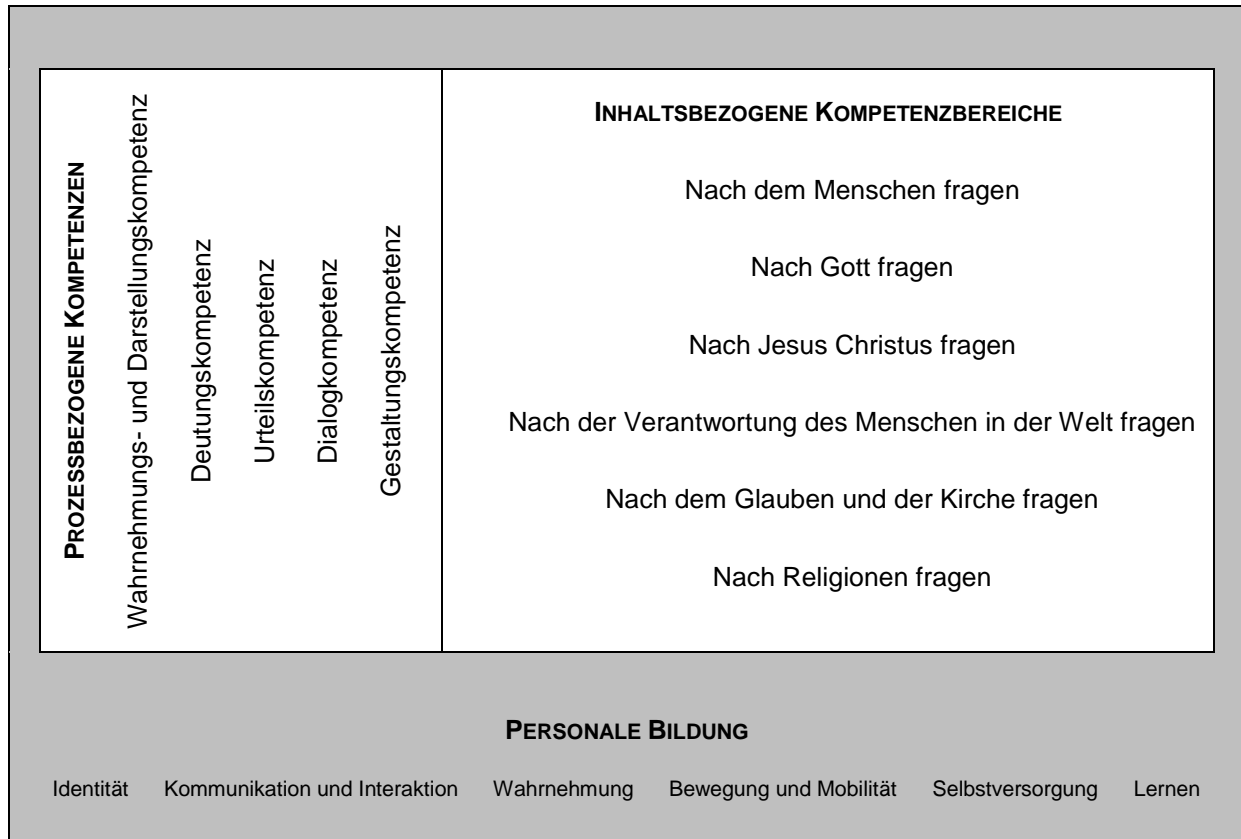 PROZESSBEZOGENE KOMPETENZEN
Wahrnehmungs- und Darstellungskompetenz
Deutungskompetenz
Urteilskompetenz
Dialogkompetenz
Gestaltungskompetenz
INHALTSBEZOGENE KOMPETENZBEREICHE
Nach dem Menschen fragen
Nach Gott fragen
Nach Jesus Christus fragen
Nach der Verantwortung des Menschen in der Welt fragen
Nach dem Glauben und der Kirche fragen
Nach Religionen fragen
PERSONALE BILDUNG
Identität Kommunikation und Interaktion Wahrnehmung Bewegung und Mobilität Selbstversorgung Lernen